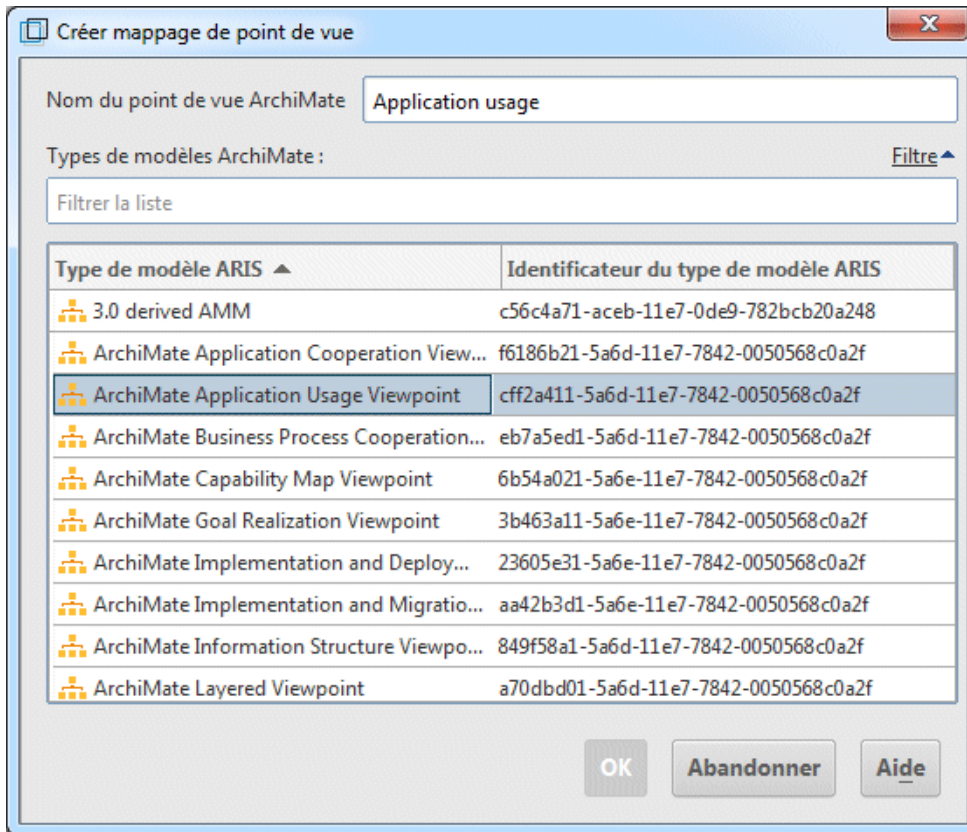 Créer mappage de point de vue
Nom du point de vue ArchiMate Application usage
Types de modèles ArchiMate : Filtre
Filtrer la liste
Type de modèle ARIS Identificateur du type de modèle ARIS
3.0 derived AMM c56c4a71-aceb-11e7-0de9-782bcb20a248
ArchiMate Application Cooperation View... f6186b21-5a6d-11e7-7842-0050568c0a2f
ArchiMate Application Usage Viewpoint cff2a411-5a6d-11e7-7842-0050568c0a2f
ArchiMate Business Process Cooperation... eb7a5ed1-5a6d-11e7-7842-0050568c0a2f
ArchiMate Capability Map Viewpoint 6b54a021-5a6e-11e7-7842-0050568c0a2f
ArchiMate Goal Realization Viewpoint 3b463a11-5a6e-11e7-7842-0050568c0a2f
ArchiMate Implementation and Deploy... 23605e31-5a6e-11e7-7842-0050568c0a2f
ArchiMate Implementation and Migratio... aa42b3d1-5a6e-11e7-7842-0050568c0a2f
ArchiMate Information Structure Viewpo... 849f58a1-5a6d-11e7-7842-0050568c0a2f
ArchiMate Layered Viewpoint a70dbd01-5a6d-11e7-7842-0050568c0a2f
OK Abandonner Aide